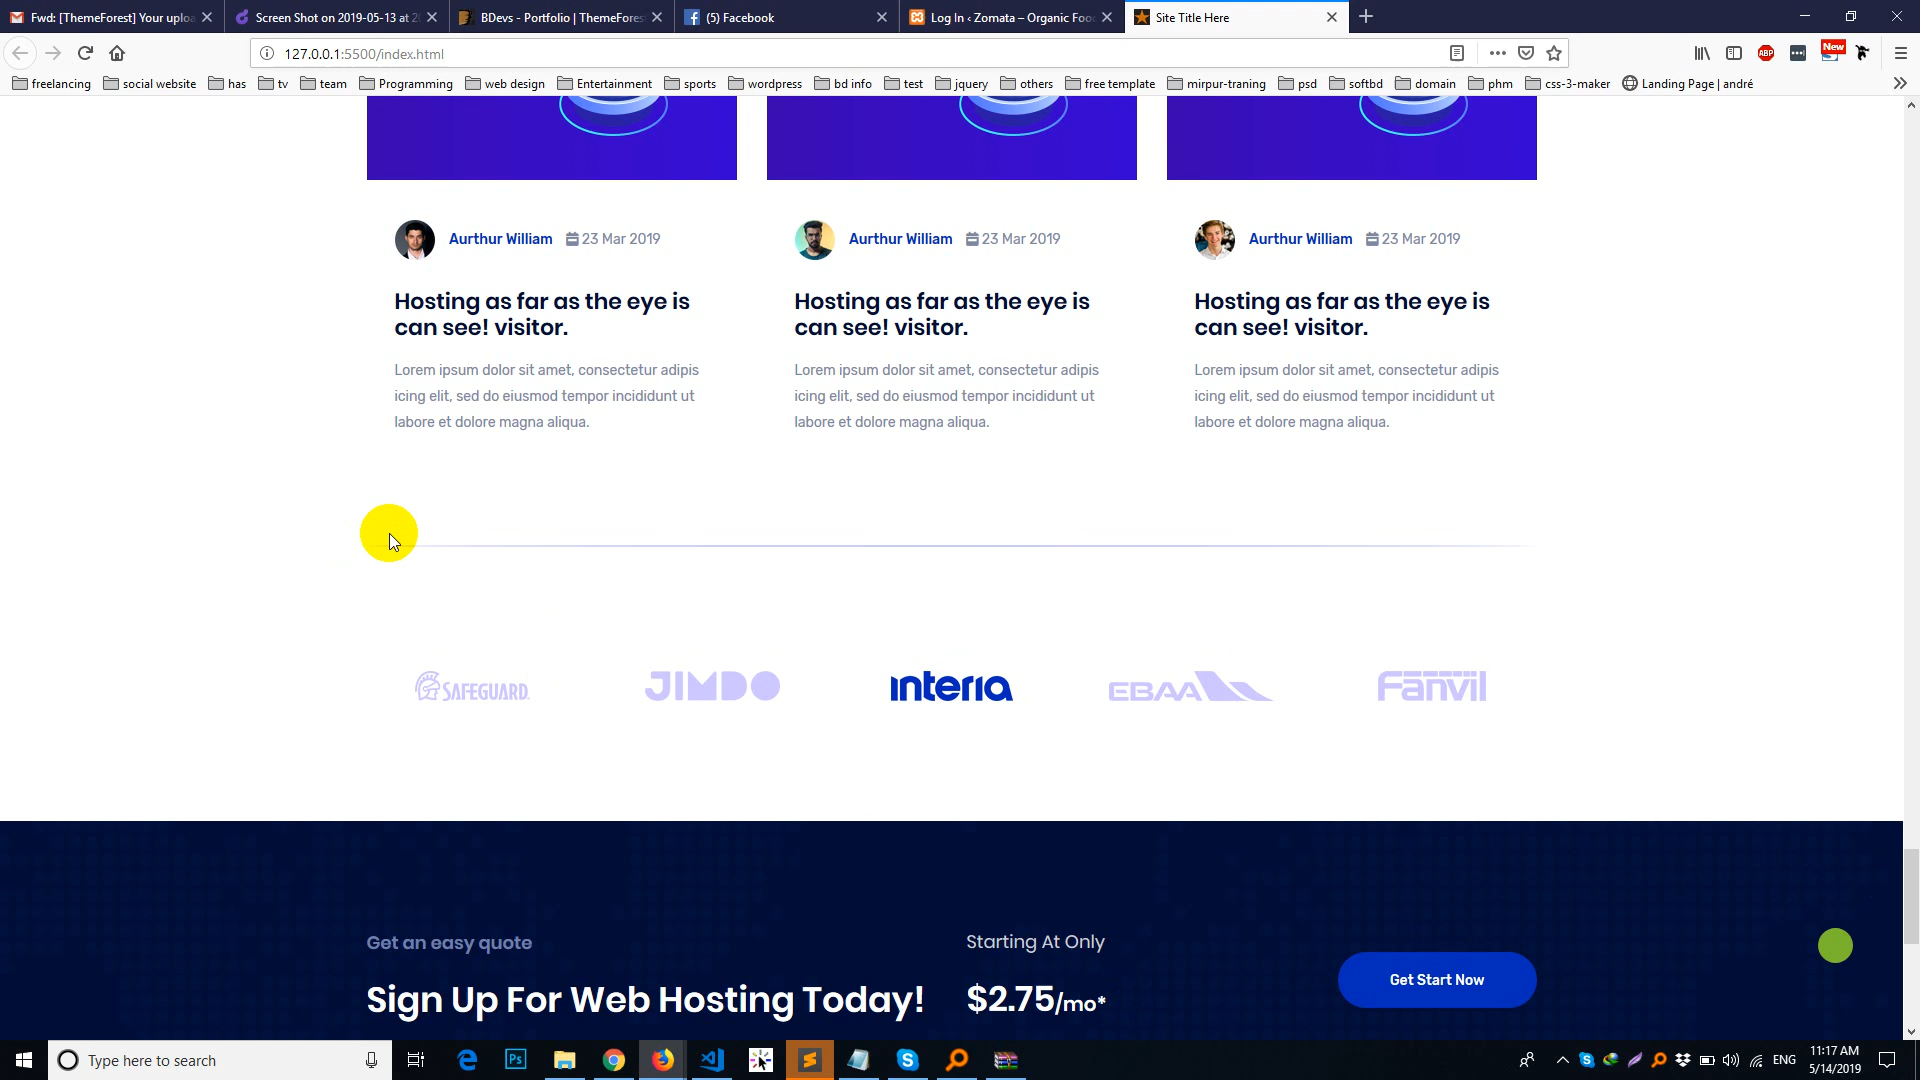 Fwd: [ThemeForest] Your uploa
Screen Shot on 2019-05-13 at 2
BDevs - Portfolio | ThemeFores
(5) Facebook
Log In ‹ Zomata – Organic Foo
Site Title Here
127.0.0.1:5500/index.html
ABP
New
freelancing
social website
has
tv
team
Programming
web design
Entertainment
sports
wordpress
bd info
test
jquery
others
free template
mirpur-traning
psd
softbd
domain
phm
css-3-maker
Landing Page | andré
Aurthur William 23 Mar 2019
Aurthur William 23 Mar 2019
Aurthur William 23 Mar 2019
Hosting as far as the eye is
can see! visitor.
Lorem ipsum dolor sit amet, consectetur adipis
icing elit, sed do eiusmod tempor incididunt ut
labore et dolore magna aliqua.
Hosting as far as the eye is
can see! visitor.
Lorem ipsum dolor sit amet, consectetur adipis
icing elit, sed do eiusmod tempor incididunt ut
labore et dolore magna aliqua.
Hosting as far as the eye is
can see! visitor.
Lorem ipsum dolor sit amet, consectetur adipis
icing elit, sed do eiusmod tempor incididunt ut
labore et dolore magna aliqua.
SAFEGUARD
JIMDO
interia
EBAA
Fanvil
Get an easy quote
Sign Up For Web Hosting Today!
Starting At Only
$2.75/mo*
Get Start Now
Type here to search
Ps
ENG
11:17 AM
5/14/2019